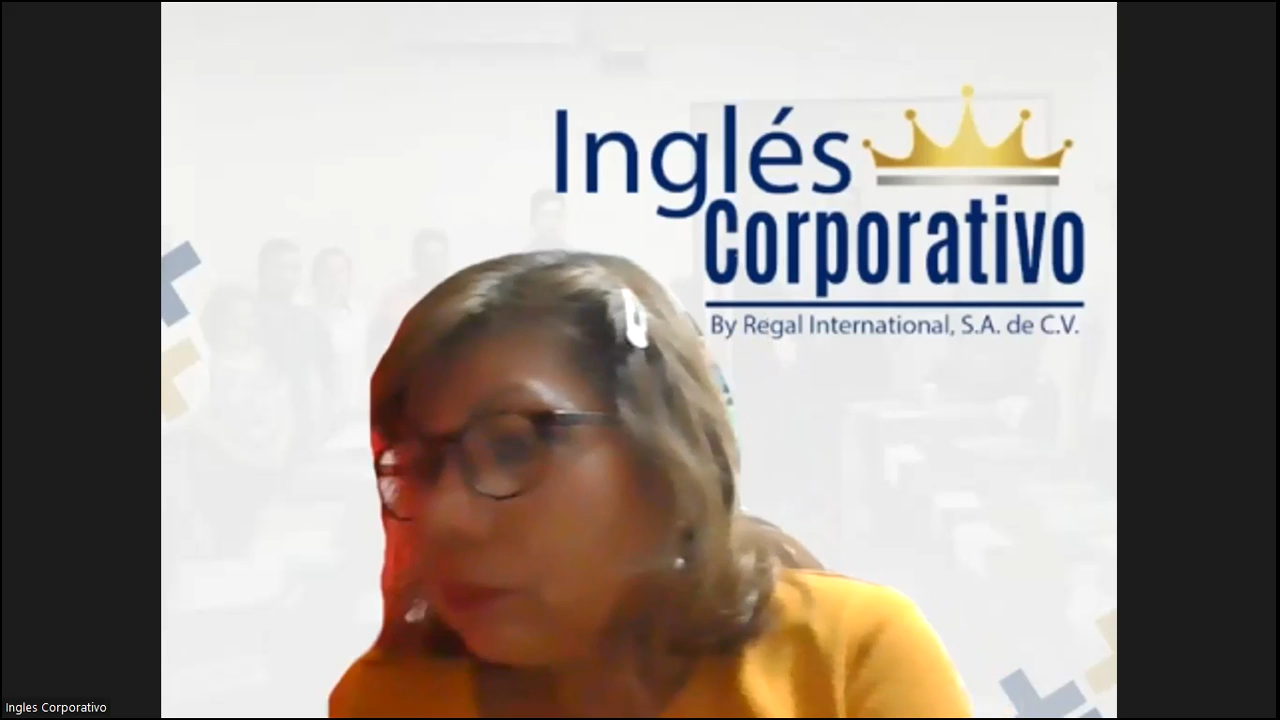 Inglés
Corporativo
By Regal International, S.A. de C.V.
Ingles Corporativo